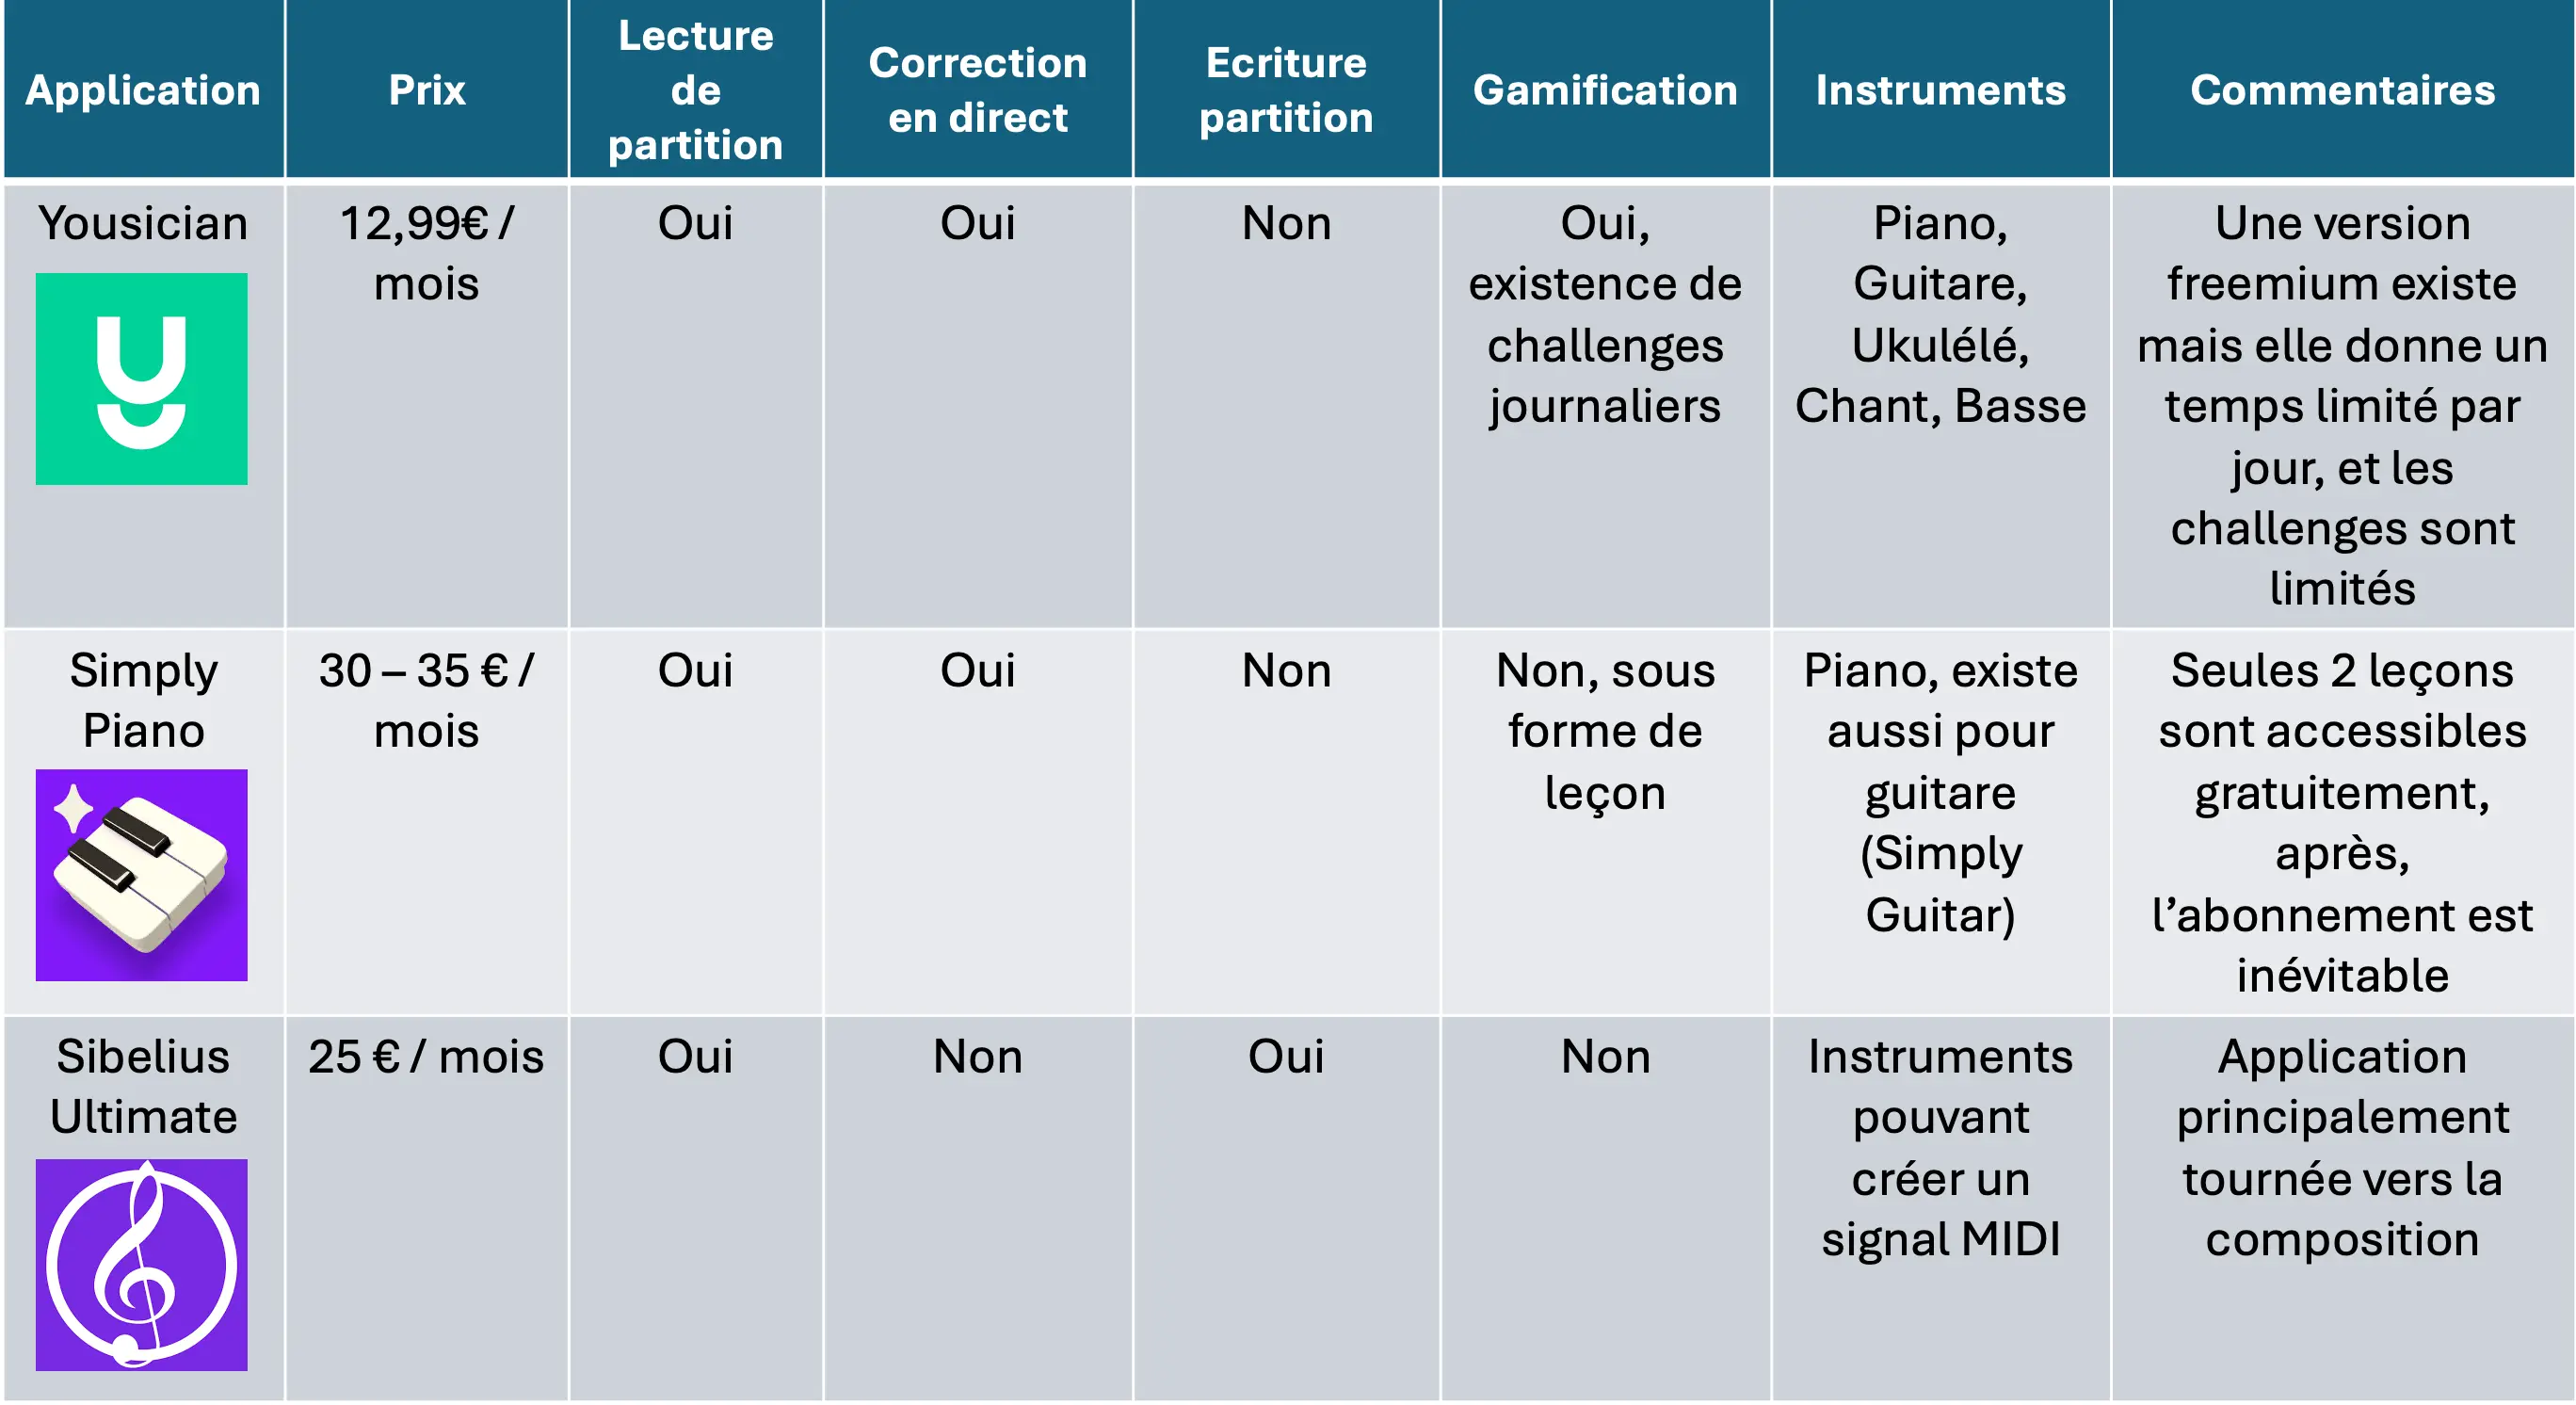 Application
Prix
Lecture
de
partition
Correction
en direct
Ecriture
partition
Gamification
Instruments
Commentaires
Yousician
12,99€ /
mois
Oui
Oui
Non
Oui,
existence de
challenges
journaliers
Piano,
Guitare,
Ukulélé,
Chant, Basse
Une version
freemium existe
mais elle donne un
temps limité par
jour, et les
challenges sont
limités
Simply
Piano
30 – 35 € /
mois
Oui
Oui
Non
Non, sous
forme de
leçon
Piano, existe
aussi pour
guitare
(Simply
Guitar)
Seules 2 leçons
sont accessibles
gratuitement,
après,
l’abonnement est
inévitable
Sibelius
Ultimate
25 € / mois
Oui
Non
Oui
Non
Instruments
pouvant
créer un
signal MIDI
Application
principalement
tournée vers la
composition